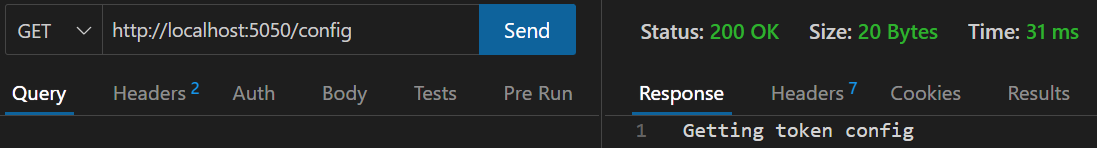 GET http://localhost:5050/config Send
Query Headers 2 Auth Body Tests Pre Run
Status: 200 OK Size: 20 Bytes Time: 31 ms
Response Headers 7 Cookies Results
1 Getting token config